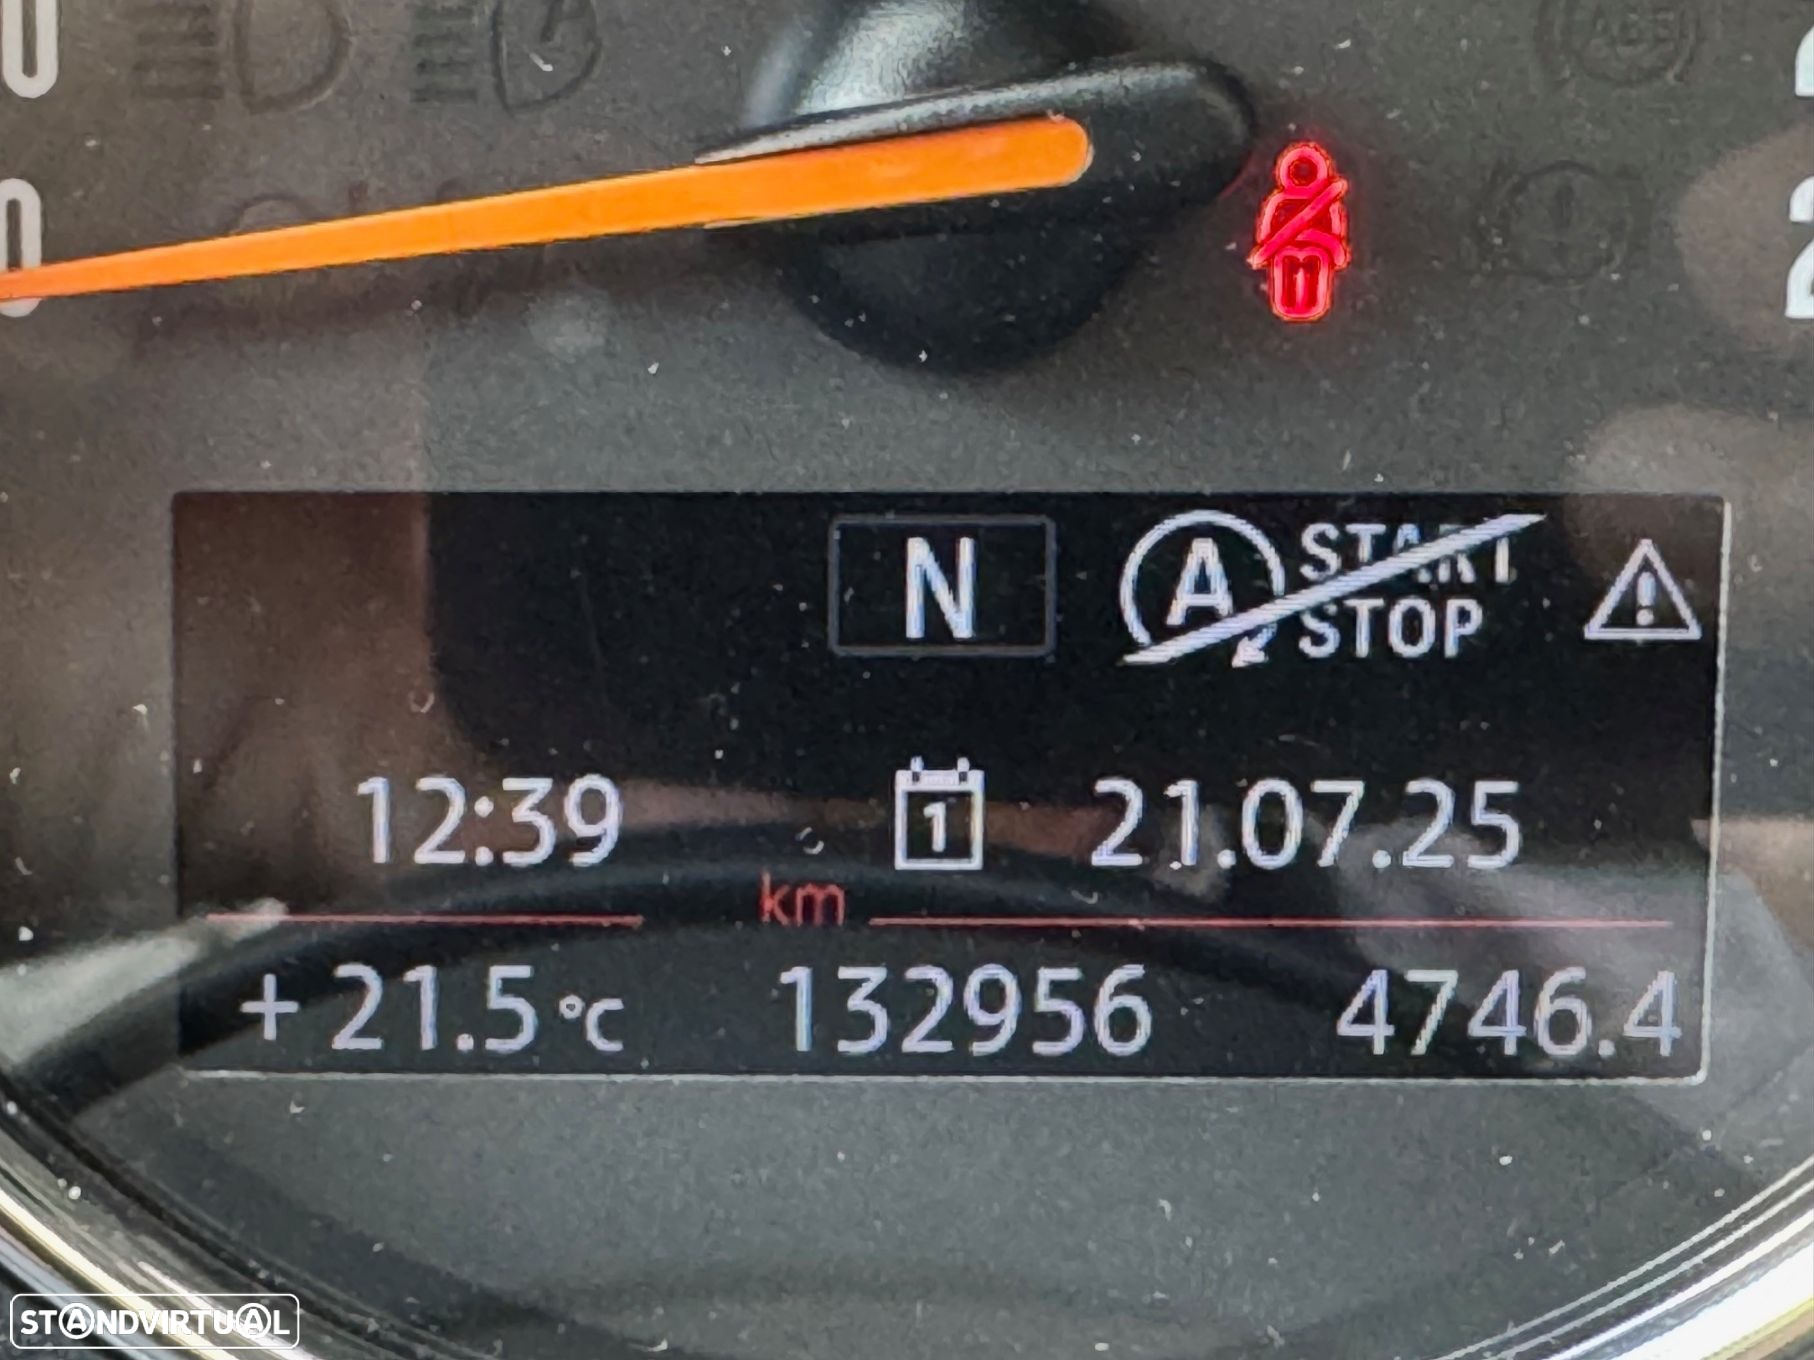 N
A START STOP
12:39 1 21.07.25
km
+21.5 °C 132956 4746.4
STANDVIRTUAL